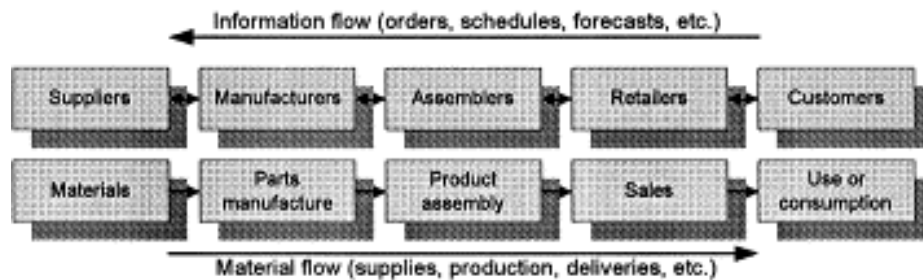 Information flow (orders, schedules, forecasts, etc.)
Suppliers
Manufacturers
Assemblers
Retailers
Customers
Materials
Parts
manufacture
Product
assembly
Sales
Use or
consumption
Material flow (supplies, production, deliveries, etc.)